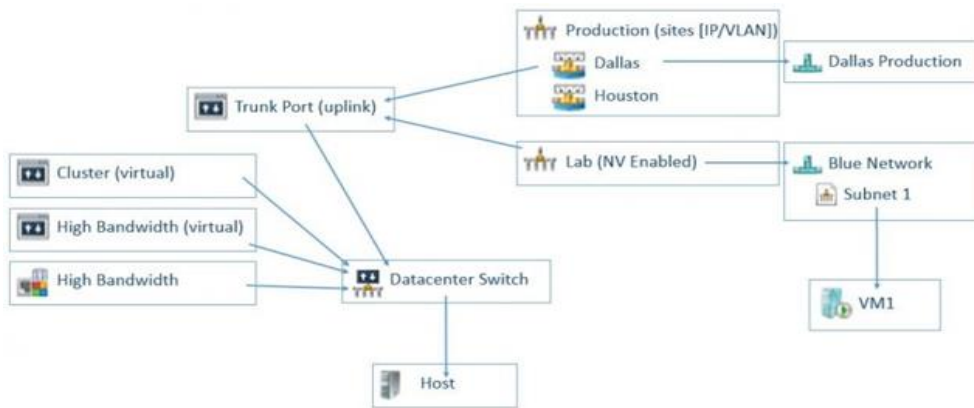 Production (sites [IP/VLAN])
Dallas
Houston
Dallas Production
Trunk Port (uplink)
Lab (NV Enabled)
Blue Network
Subnet 1
Cluster (virtual)
High Bandwidth (virtual)
High Bandwidth
Datacenter Switch
VM1
Host